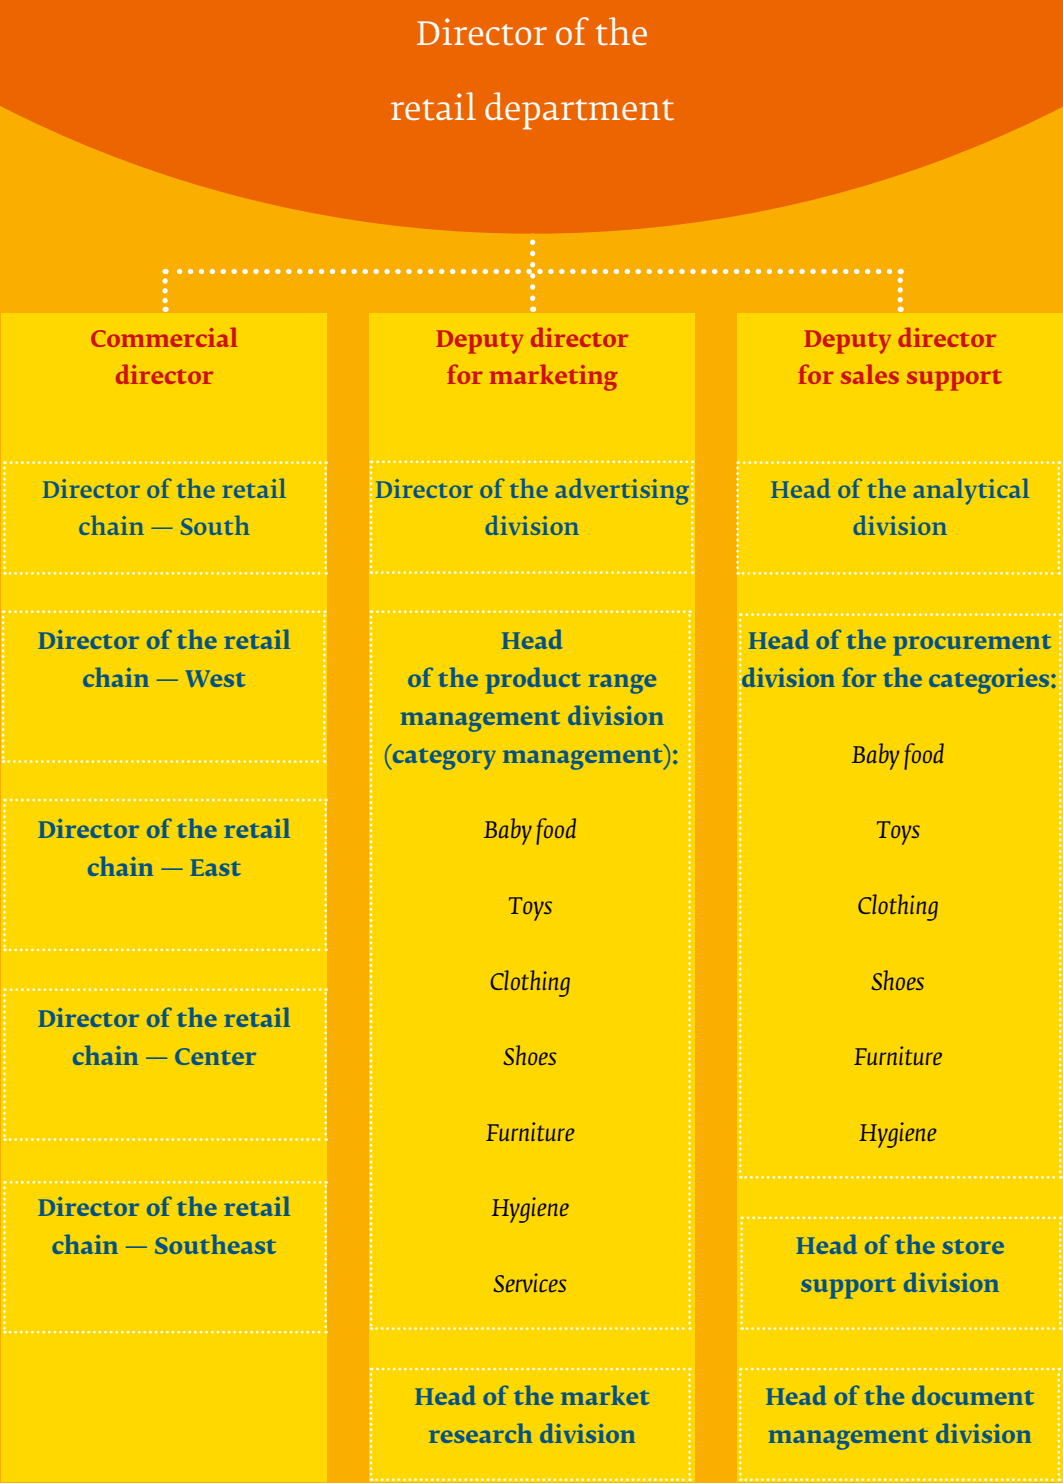 Director of the
retail department
Commercial
director
Director of the retail
chain — South
Director of the retail
chain — West
Director of the retail
chain — East
Director of the retail
chain — Center
Director of the retail
chain — Southeast
Deputy director
for marketing
Director of the advertising
division
Head
of the product range
management division
(category management):
Baby food
Toys
Clothing
Shoes
Furniture
Hygiene
Services
Head of the market
research division
Deputy director
for sales support
Head of the analytical
division
Head of the procurement
division for the categories:
Baby food
Toys
Clothing
Shoes
Furniture
Hygiene
Head of the store
support division
Head of the document
management division